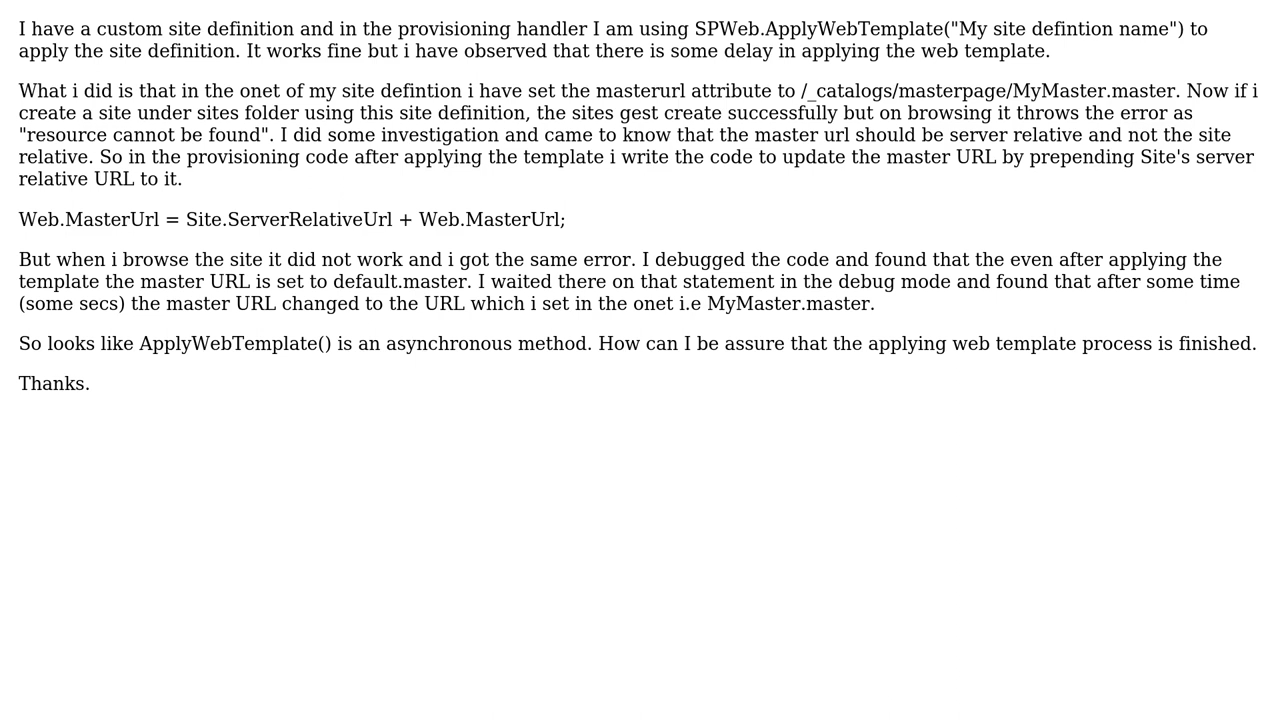 I have a custom site definition and in the provisioning handler I am using SPWeb.ApplyWebTemplate("My site defintion name") to
apply the site definition. It works fine but i have observed that there is some delay in applying the web template.
What i did is that in the onet of my site defintion i have set the masterurl attribute to /_catalogs/masterpage/MyMaster.master. Now if i
create a site under sites folder using this site definition, the sites gest create successfully but on browsing it throws the error as
"resource cannot be found". I did some investigation and came to know that the master url should be server relative and not the site
relative. So in the provisioning code after applying the template i write the code to update the master URL by prepending Site's server
relative URL to it.
Web.MasterUrl = Site.ServerRelativeUrl + Web.MasterUrl;
But when i browse the site it did not work and i got the same error. I debugged the code and found that the even after applying the
template the master URL is set to default.master. I waited there on that statement in the debug mode and found that after some time
(some secs) the master URL changed to the URL which i set in the onet i.e MyMaster.master.
So looks like ApplyWebTemplate() is an asynchronous method. How can I be assure that the applying web template process is finished.
Thanks.